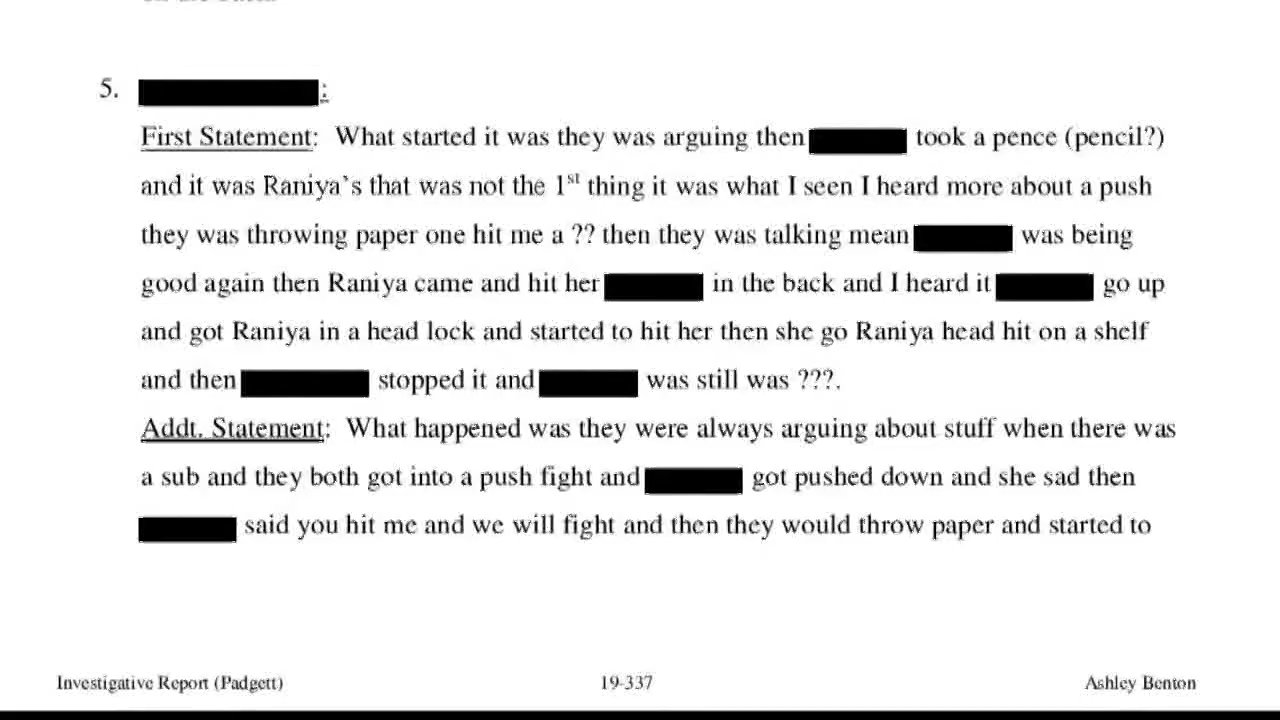 5. :
First Statement: What started it was they was arguing then took a pence (pencil?)
and it was Raniya's that was not the 1st thing it was what I seen I heard more about a push
they was throwing paper one hit me a ?? then they was talking mean was being
good again then Raniya came and hit her in the back and I heard it go up
and got Raniya in a head lock and started to hit her then she go Raniya head hit on a shelf
and then stopped it and was still was ???.
Addt. Statement: What happened was they were always arguing about stuff when there was
a sub and they both got into a push fight and got pushed down and she sad then
said you hit me and we will fight and then they would throw paper and started to
Investigative Report (Padgett) 19-337 Ashley Benton